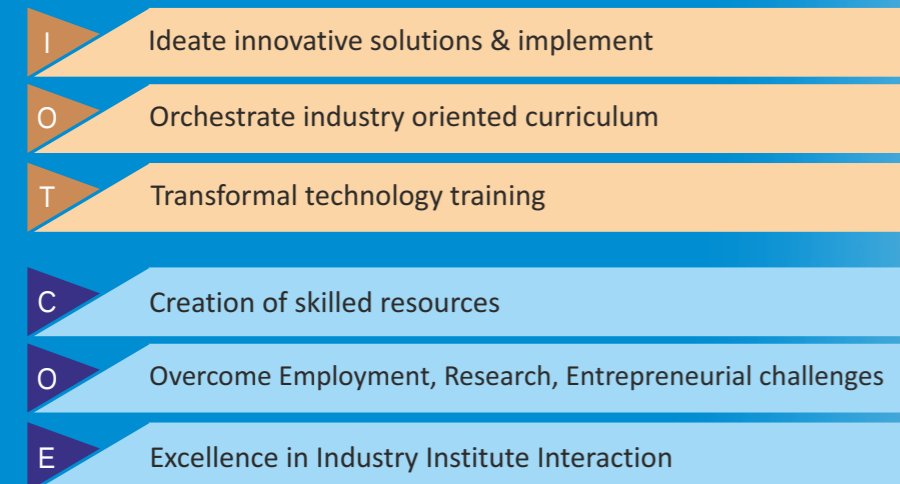 I Ideate innovative solutions & implement
O Orchestrate industry oriented curriculum
T Transformal technology training
C Creation of skilled resources
O Overcome Employment, Research, Entrepreneurial challenges
E Excellence in Industry Institute Interaction